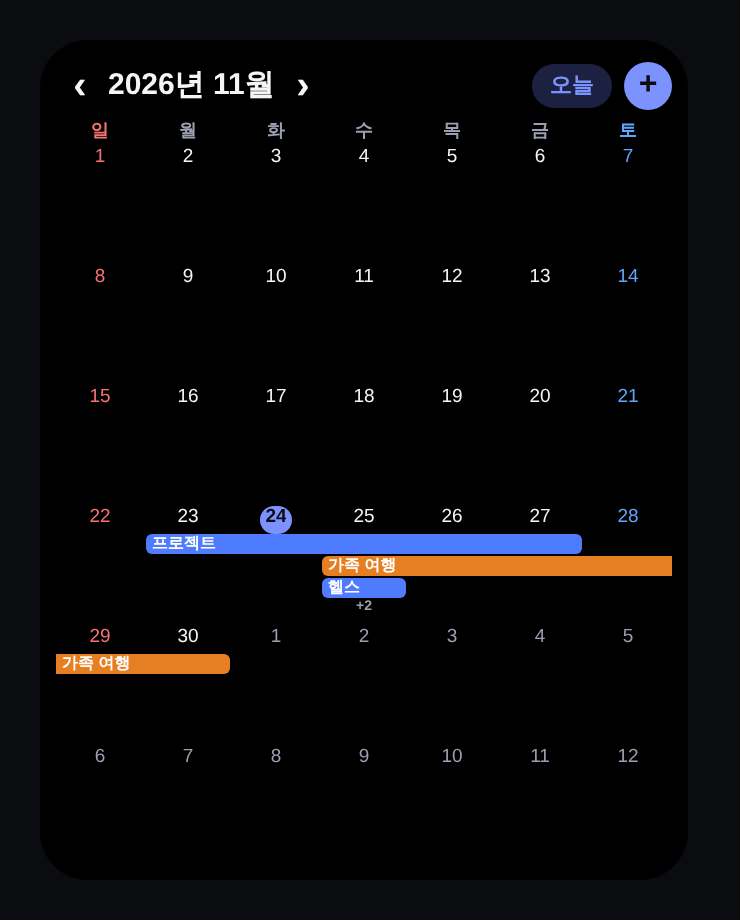 ‹ 2026년 11월 › 오늘 +
일 월 화 수 목 금 토
1 2 3 4 5 6 7
8 9 10 11 12 13 14
15 16 17 18 19 20 21
22 23 24 25 26 27 28
프로젝트
가족 여행
헬스
+2
29 30 1 2 3 4 5
가족 여행
6 7 8 9 10 11 12